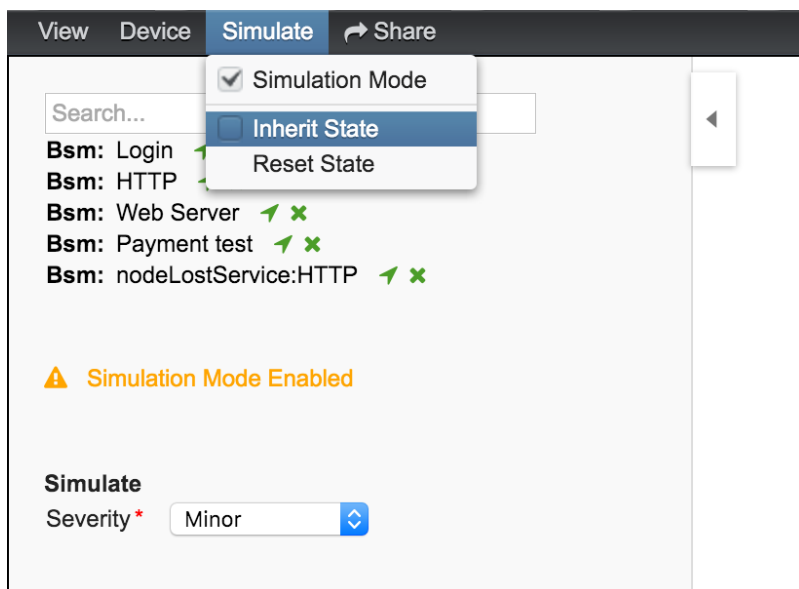 View Device Simulate Share
Simulation Mode
Search...
Inherit State
Bsm: Login
Reset State
Bsm: HTTP
Bsm: Web Server
Bsm: Payment test
Bsm: nodeLostService:HTTP
Simulation Mode Enabled
Simulate
Severity* Minor